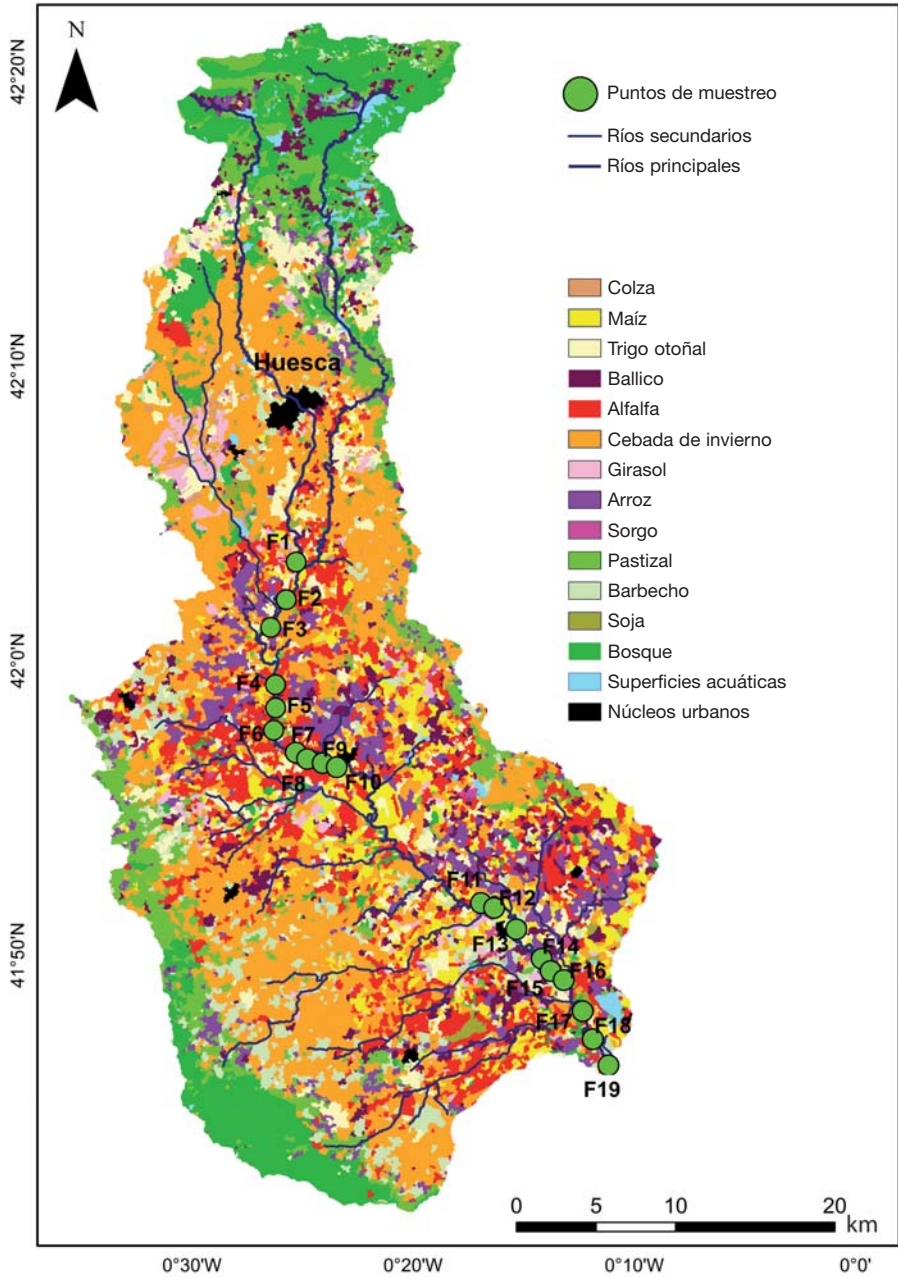 N
42°20'N
42°10'N
42°0'N
41°50'N
Puntos de muestreo
Ríos secundarios
Ríos principales
Colza
Maíz
Trigo otoñal
Ballico
Alfalfa
Cebada de invierno
Girasol
Arroz
Sorgo
Pastizal
Barbecho
Soja
Bosque
Superficies acuáticas
Núcleos urbanos
Huesca
F1
F2
F3
F4
F5
F6
F7
F9
F8
F10
F11
F12
F13
F14
F16
F15
F17
F18
F19
0 5 10 20
km
0°30'W 0°20'W 0°10'W 0°0'